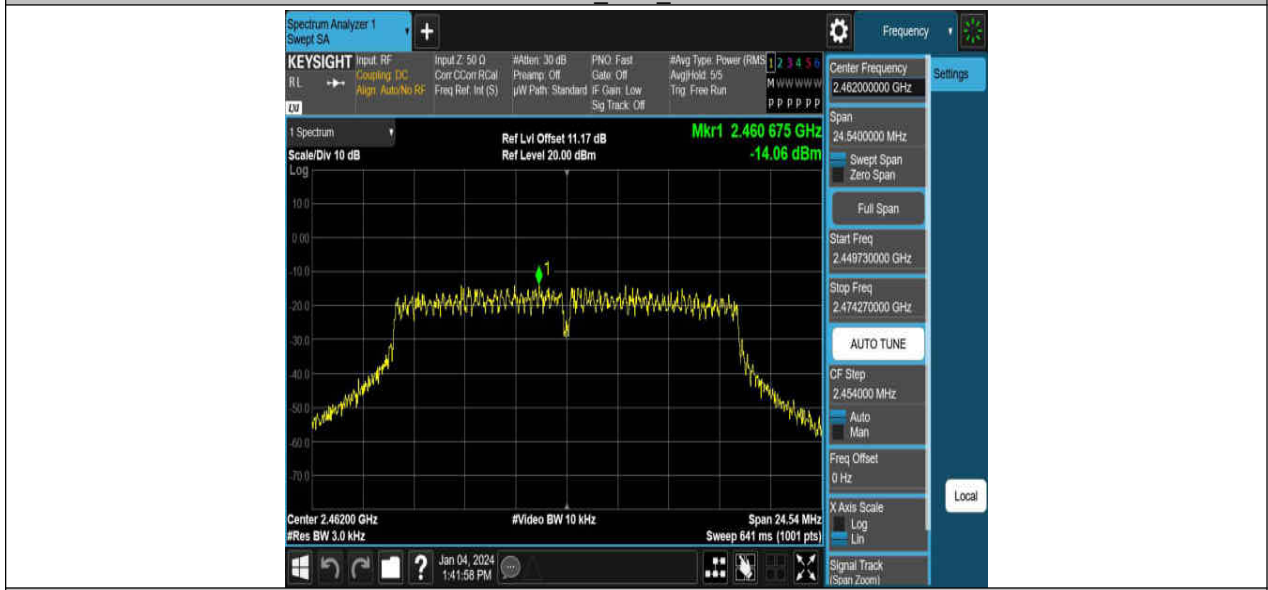 Spectrum Analyzer 1
Swept SA
+
Frequency
KEYSIGHT
RL
LXI
Input: RF
Coupling: DC
Align: Auto/No RF
Input Z: 50 Ω
Corr CCorr RCal
Freq Ref: Int (S)
#Atten: 30 dB
Preamp: Off
µW Path: Standard
PNO: Fast
Gate: Off
IF Gain: Low
Sig Track: Off
#Avg Type: Power (RMS
Avg|Hold: 5/5
Trig: Free Run
1 2 3 4 5 6
M W W W W W
P P P P P P
Center Frequency
2.462000000 GHz
Settings
1 Spectrum
Scale/Div 10 dB
Log
Ref Lvl Offset 11.17 dB
Ref Level 20.00 dBm
Mkr1 2.460 675 GHz
-14.06 dBm
10.0
0.00
-10.0
-20.0
-30.0
-40.0
-50.0
-60.0
-70.0
1
Span
24.5400000 MHz
Swept Span
Zero Span
Full Span
Start Freq
2.449730000 GHz
Stop Freq
2.474270000 GHz
AUTO TUNE
CF Step
2.454000 MHz
Auto
Man
Freq Offset
0 Hz
X Axis Scale
Log
Lin
Local
Signal Track
(Span Zoom)
Center 2.46200 GHz
#Res BW 3.0 kHz
#Video BW 10 kHz
Span 24.54 MHz
Sweep 641 ms (1001 pts)
?
Jan 04, 2024
1:41:58 PM